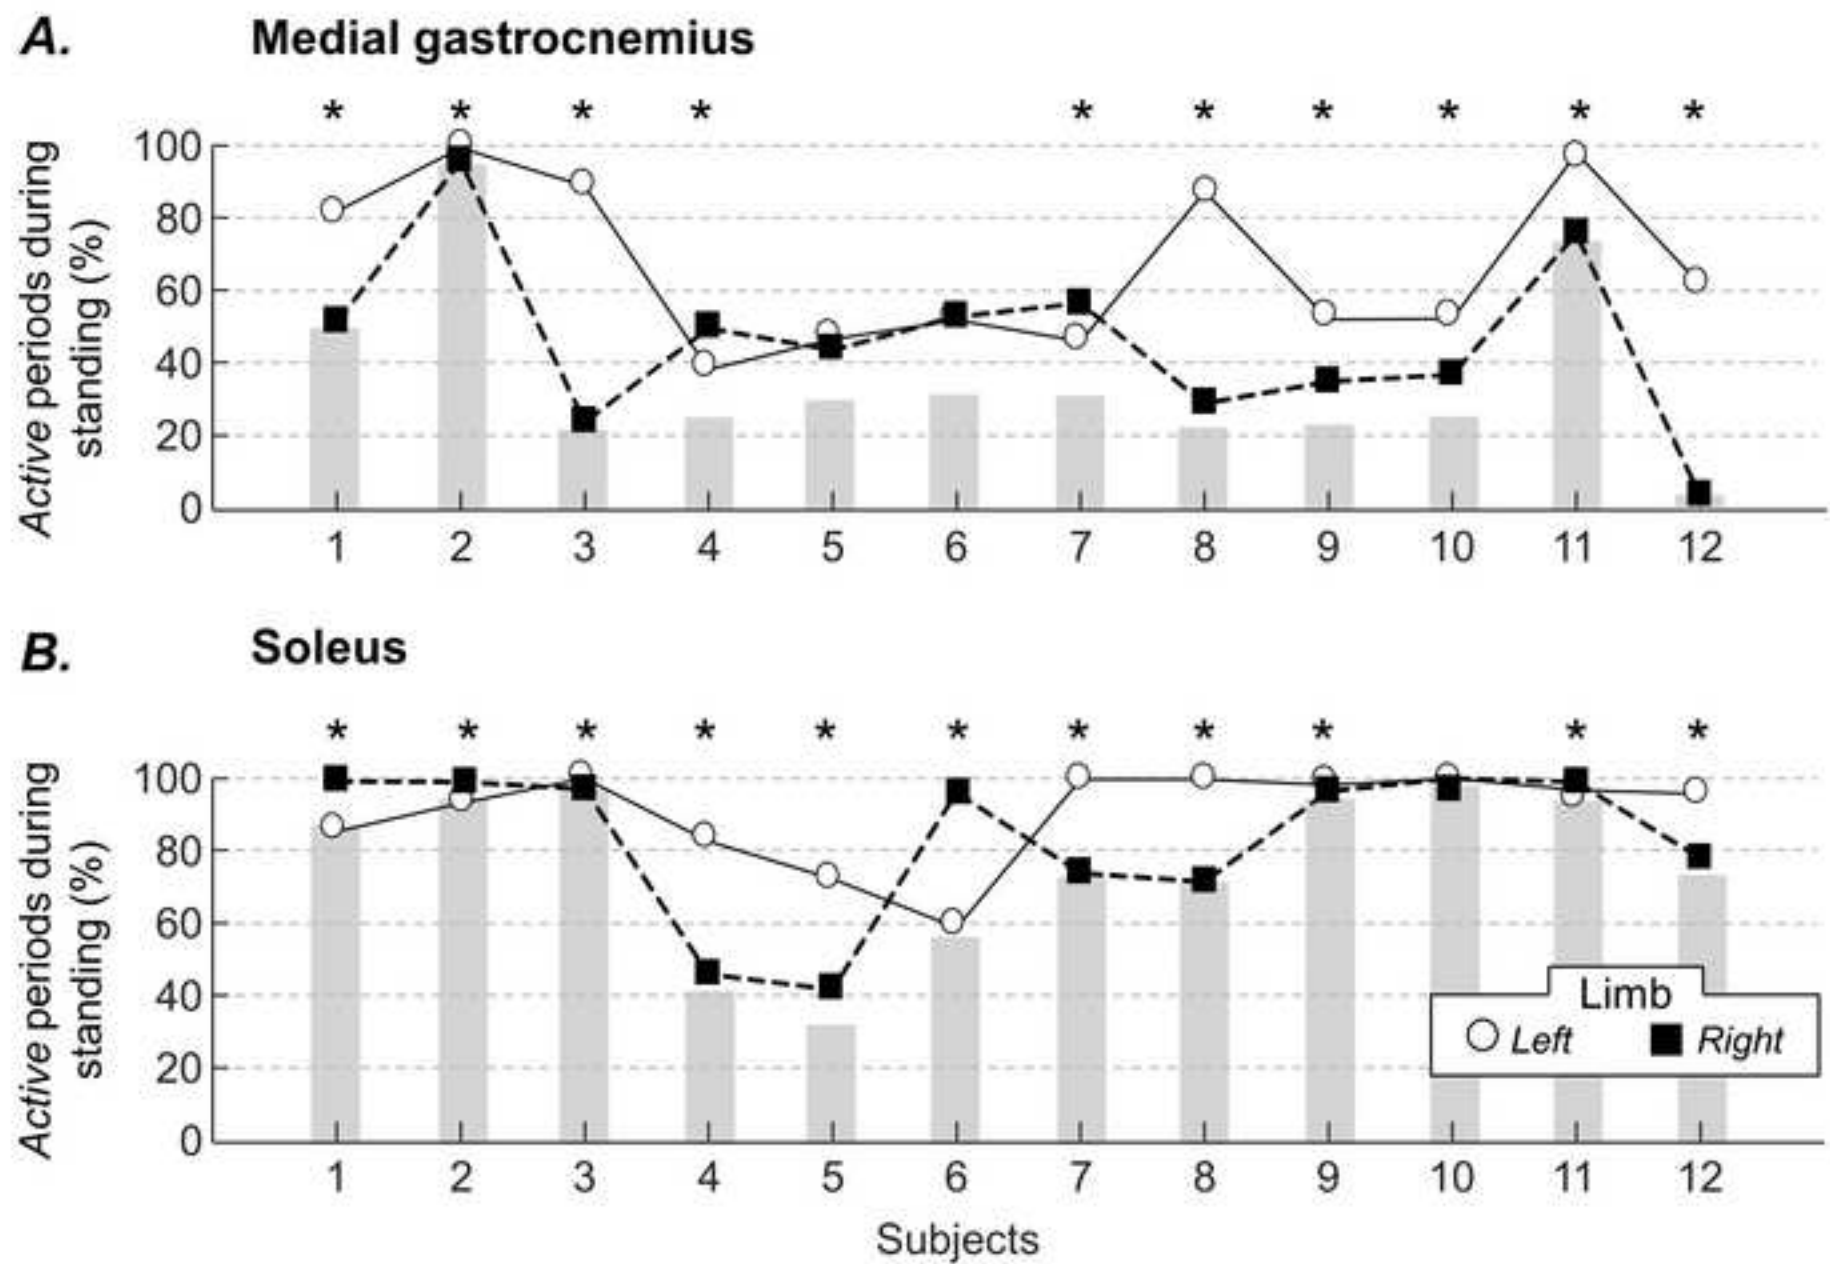 A. Medial gastrocnemius
* * * * * * * * * *
Active periods during
standing (%)
100
80
60
40
20
0
1 2 3 4 5 6 7 8 9 10 11 12
B. Soleus
* * * * * * * * * * *
Active periods during
standing (%)
100
80
60
40
20
0
Limb
Left Right
1 2 3 4 5 6 7 8 9 10 11 12
Subjects